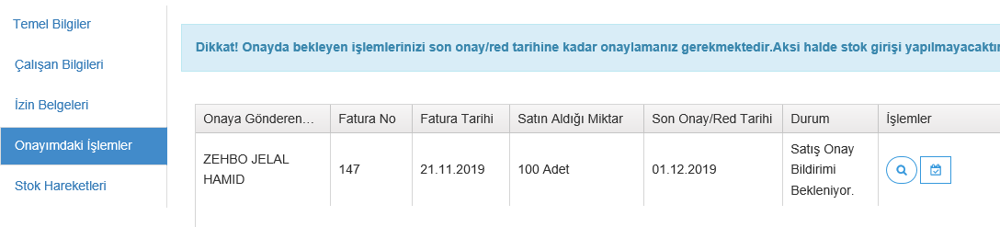 Temel Bilgiler
Çalışan Bilgileri
İzin Belgeleri
Onayımdaki İşlemler
Stok Hareketleri
Dikkat! Onayda bekleyen işlemlerinizi son onay/red tarihine kadar onaylamanız gerekmektedir.Aksi halde stok girişi yapılmayacaktır
Onaya Gönderen... Fatura No Fatura Tarihi Satın Aldığı Miktar Son Onay/Red Tarihi Durum İşlemler
ZEHBO JELAL
HAMID
147 21.11.2019 100 Adet 01.12.2019
Satış Onay
Bildirimi
Bekleniyor.